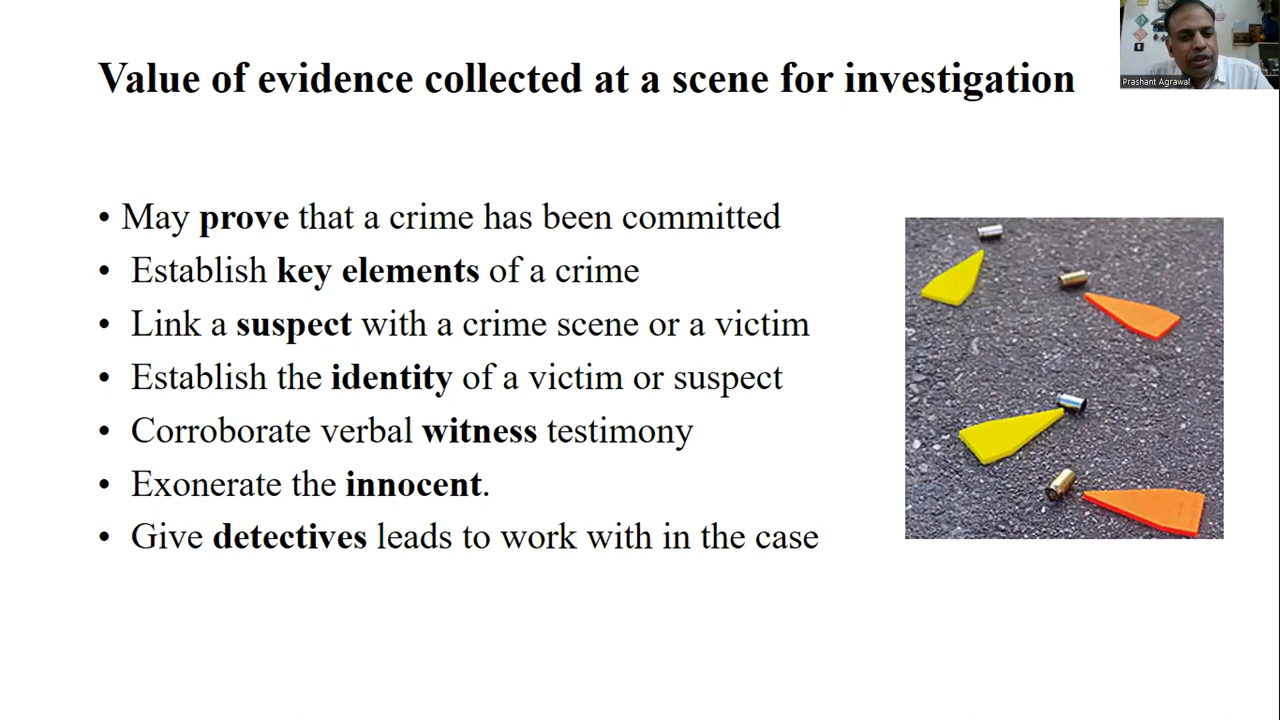 Value of evidence collected at a scene for investigation
Prashant Agrawal
• May prove that a crime has been committed
• Establish key elements of a crime
• Link a suspect with a crime scene or a victim
• Establish the identity of a victim or suspect
• Corroborate verbal witness testimony
• Exonerate the innocent.
• Give detectives leads to work with in the case